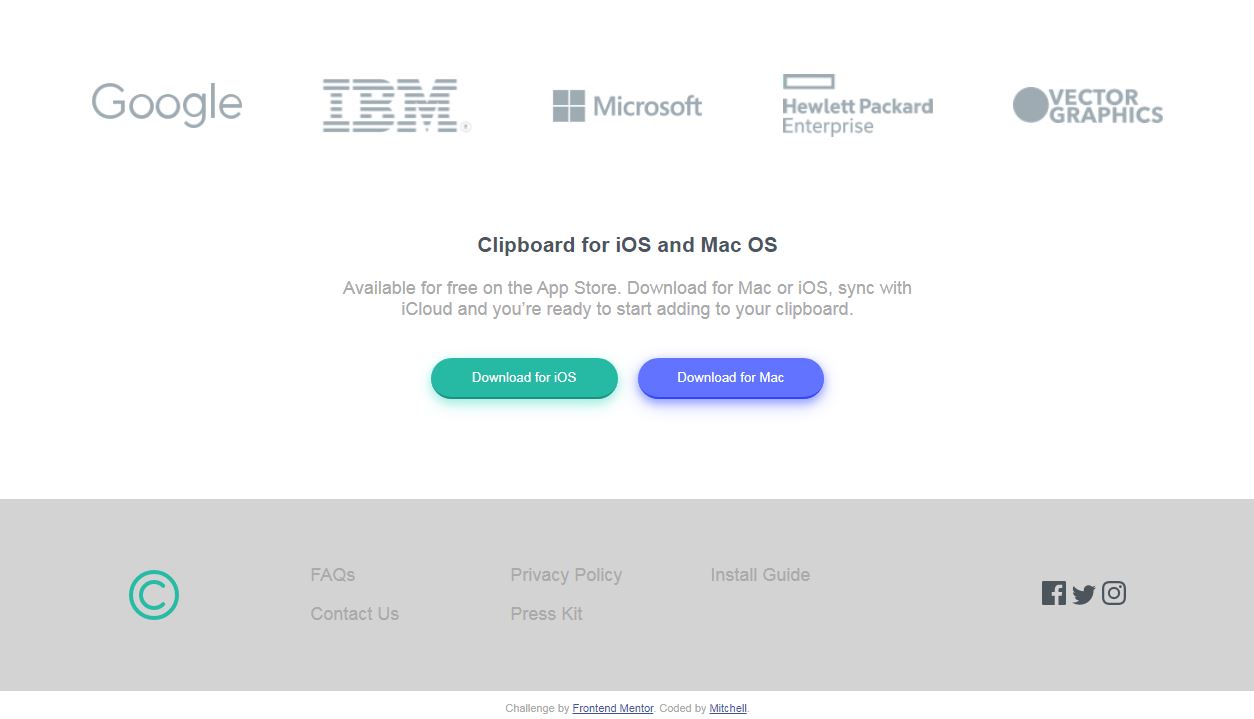 Google
IBM®
Microsoft
Hewlett Packard
Enterprise
VECTOR
GRAPHICS
Clipboard for iOS and Mac OS
Available for free on the App Store. Download for Mac or iOS, sync with
iCloud and you’re ready to start adding to your clipboard.
Download for iOS
Download for Mac
FAQs
Contact Us
Privacy Policy
Press Kit
Install Guide
Challenge by Frontend Mentor. Coded by Mitchell.